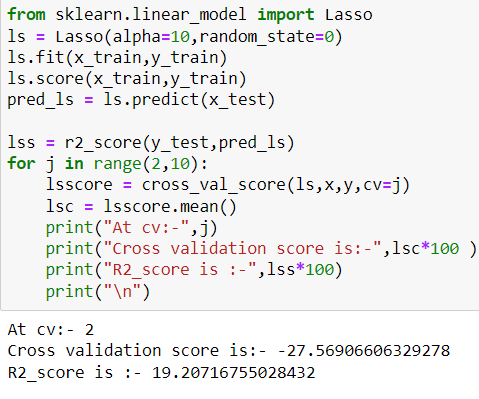 from sklearn.linear_model import Lasso
ls = Lasso(alpha=10,random_state=0)
ls.fit(x_train,y_train)
ls.score(x_train,y_train)
pred_ls = ls.predict(x_test)

lss = r2_score(y_test,pred_ls)
for j in range(2,10):
    lsscore = cross_val_score(ls,x,y,cv=j)
    lsc = lsscore.mean()
    print("At cv:-",j)
    print("Cross validation score is:-",lsc*100 )
    print("R2_score is :-",lss*100)
    print("\n")
At cv:- 2
Cross validation score is:- -27.56906606329278
R2_score is :- 19.20716755028432